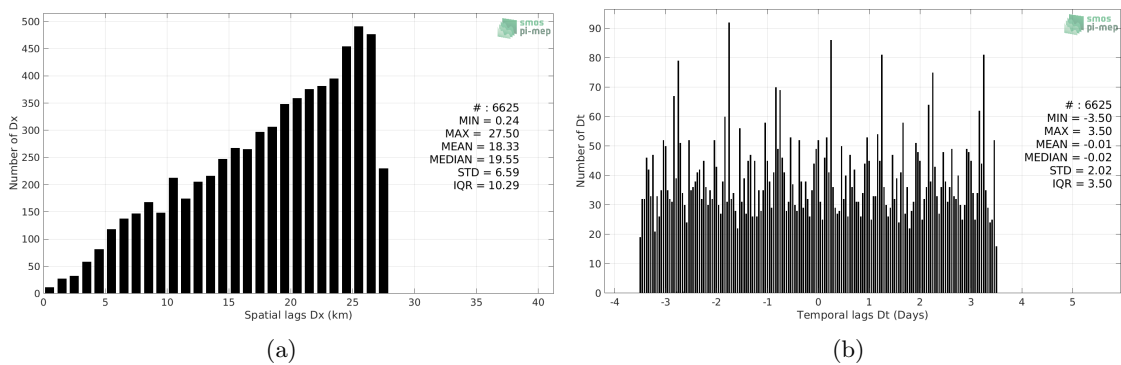 500
450
400
350
300
250
200
150
100
50
0
Number of Dx
0 5 10 15 20 25 30 35 40
Spatial lags Dx (km)
smos
pi-mep
# : 6625
MIN = 0.24
MAX = 27.50
MEAN = 18.33
MEDIAN = 19.55
STD = 6.59
IQR = 10.29
(a)
90
80
70
60
50
40
30
20
10
0
Number of Dt
-4 -3 -2 -1 0 1 2 3 4 5
Temporal lags Dt (Days)
smos
pi-mep
# : 6625
MIN = -3.50
MAX = 3.50
MEAN = -0.01
MEDIAN = -0.02
STD = 2.02
IQR = 3.50
(b)